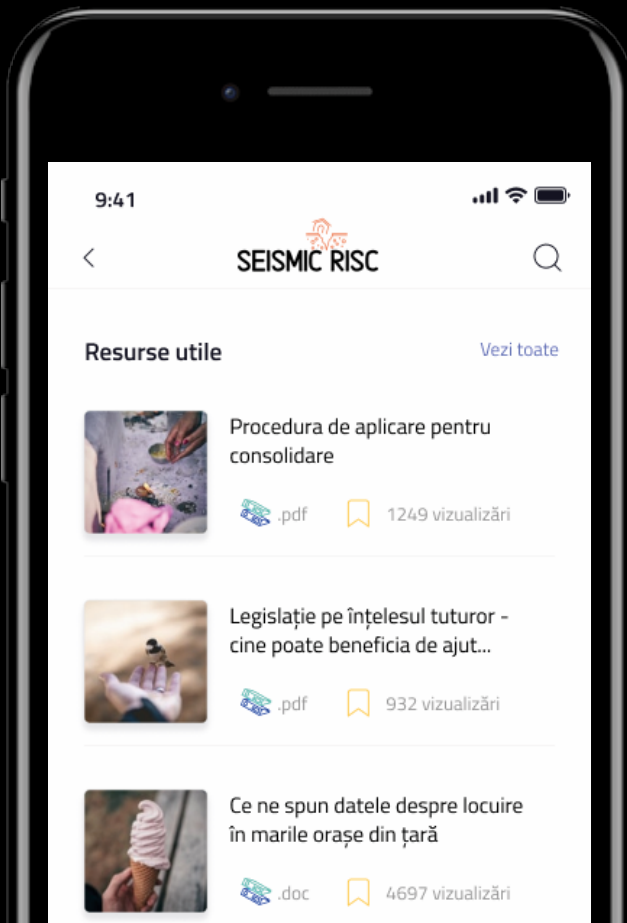 9:41
SEISMIC RISC
Resurse utile
Vezi toate
Procedura de aplicare pentru
consolidare
.pdf
1249 vizualizări
Legislație pe înțelesul tuturor -
cine poate beneficia de ajut...
.pdf
932 vizualizări
Ce ne spun datele despre locuire
în marile orașe din țară
.doc
4697 vizualizări